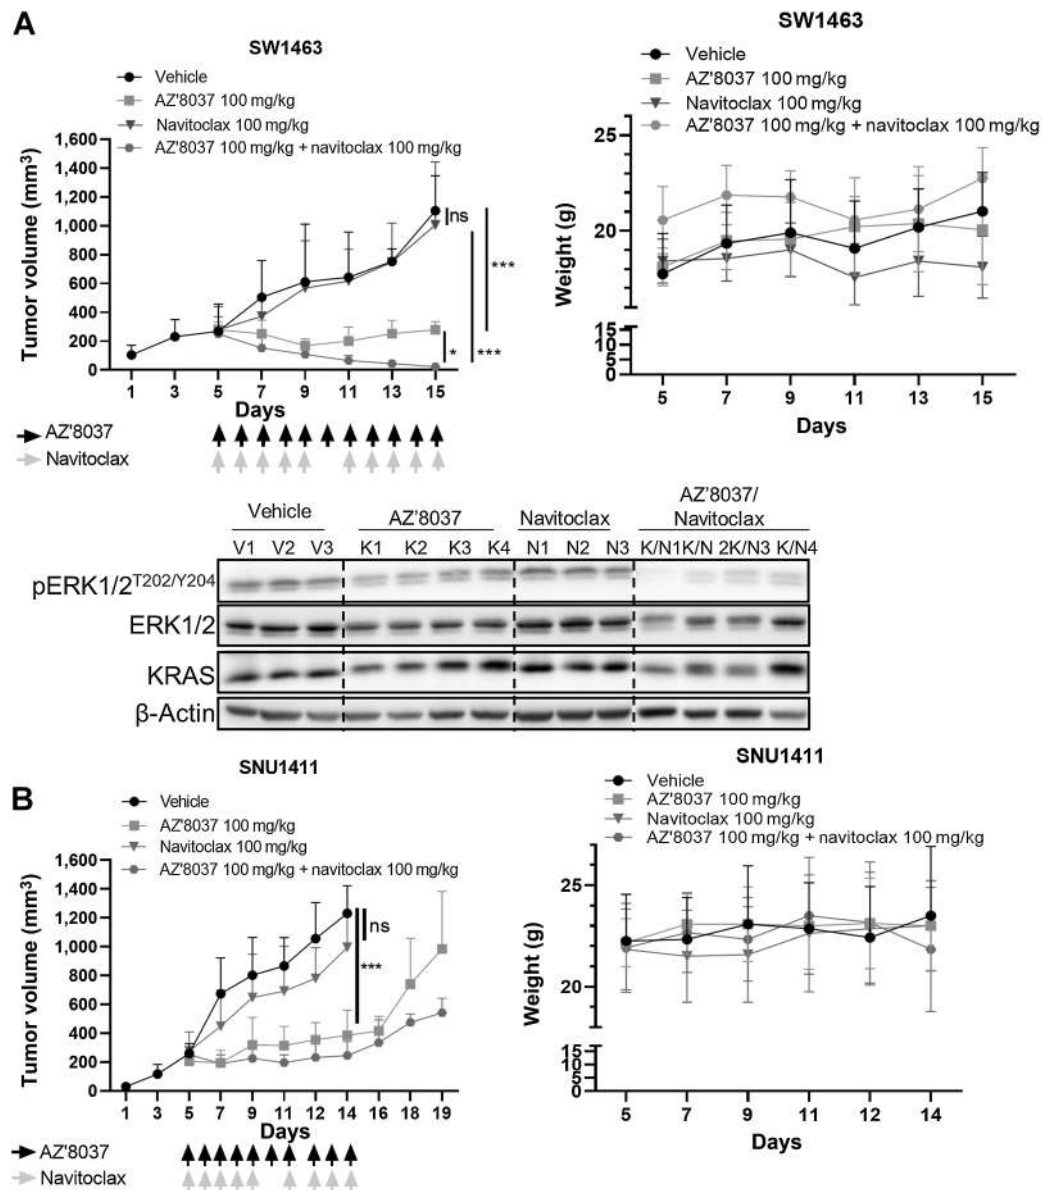 A
SW1463
Vehicle
AZ'8037 100 mg/kg
Navitoclax 100 mg/kg
AZ'8037 100 mg/kg + navitoclax 100 mg/kg
Tumor volume (mm³)
1,600
1,400
1,200
1,000
800
600
400
200
0
ns
***
*
***
1 3 5 7 9 11 13 15
Days
AZ'8037
Navitoclax
SW1463
Vehicle
AZ'8037 100 mg/kg
Navitoclax 100 mg/kg
AZ'8037 100 mg/kg + navitoclax 100 mg/kg
Weight (g)
25
20
15
10
5
0
5 7 9 11 13 15
Days
Vehicle AZ'8037 Navitoclax AZ'8037/
Navitoclax
V1 V2 V3 K1 K2 K3 K4 N1 N2 N3 K/N1K/N 2K/N3 K/N4
pERK1/2T202/Y204
ERK1/2
KRAS
β-Actin
B
SNU1411
Vehicle
AZ'8037 100 mg/kg
Navitoclax 100 mg/kg
AZ'8037 100 mg/kg + navitoclax 100 mg/kg
Tumor volume (mm³)
1,600
1,400
1,200
1,000
800
600
400
200
0
ns
***
1 3 5 7 9 11 12 14 16 18 19
Days
AZ'8037
Navitoclax
SNU1411
Vehicle
AZ'8037 100 mg/kg
Navitoclax 100 mg/kg
AZ'8037 100 mg/kg + navitoclax 100 mg/kg
Weight (g)
25
20
15
10
5
0
5 7 9 11 12 14
Days